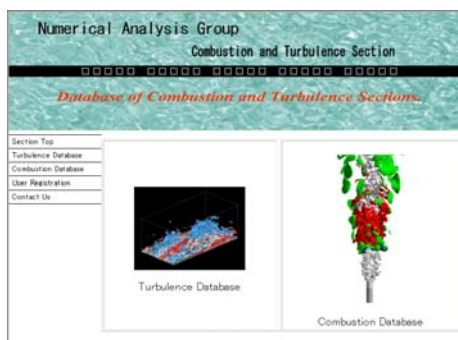 Numerical Analysis Group
Combustion and Turbulence Section
□□□□□ □□□□□ □□□□□ □□□□□
Database of Combustion and Turbulence Sections.
Section Top
Turbulence Database
Combustion Database
User Registration
Contact Us
Turbulence Database
Combustion Database